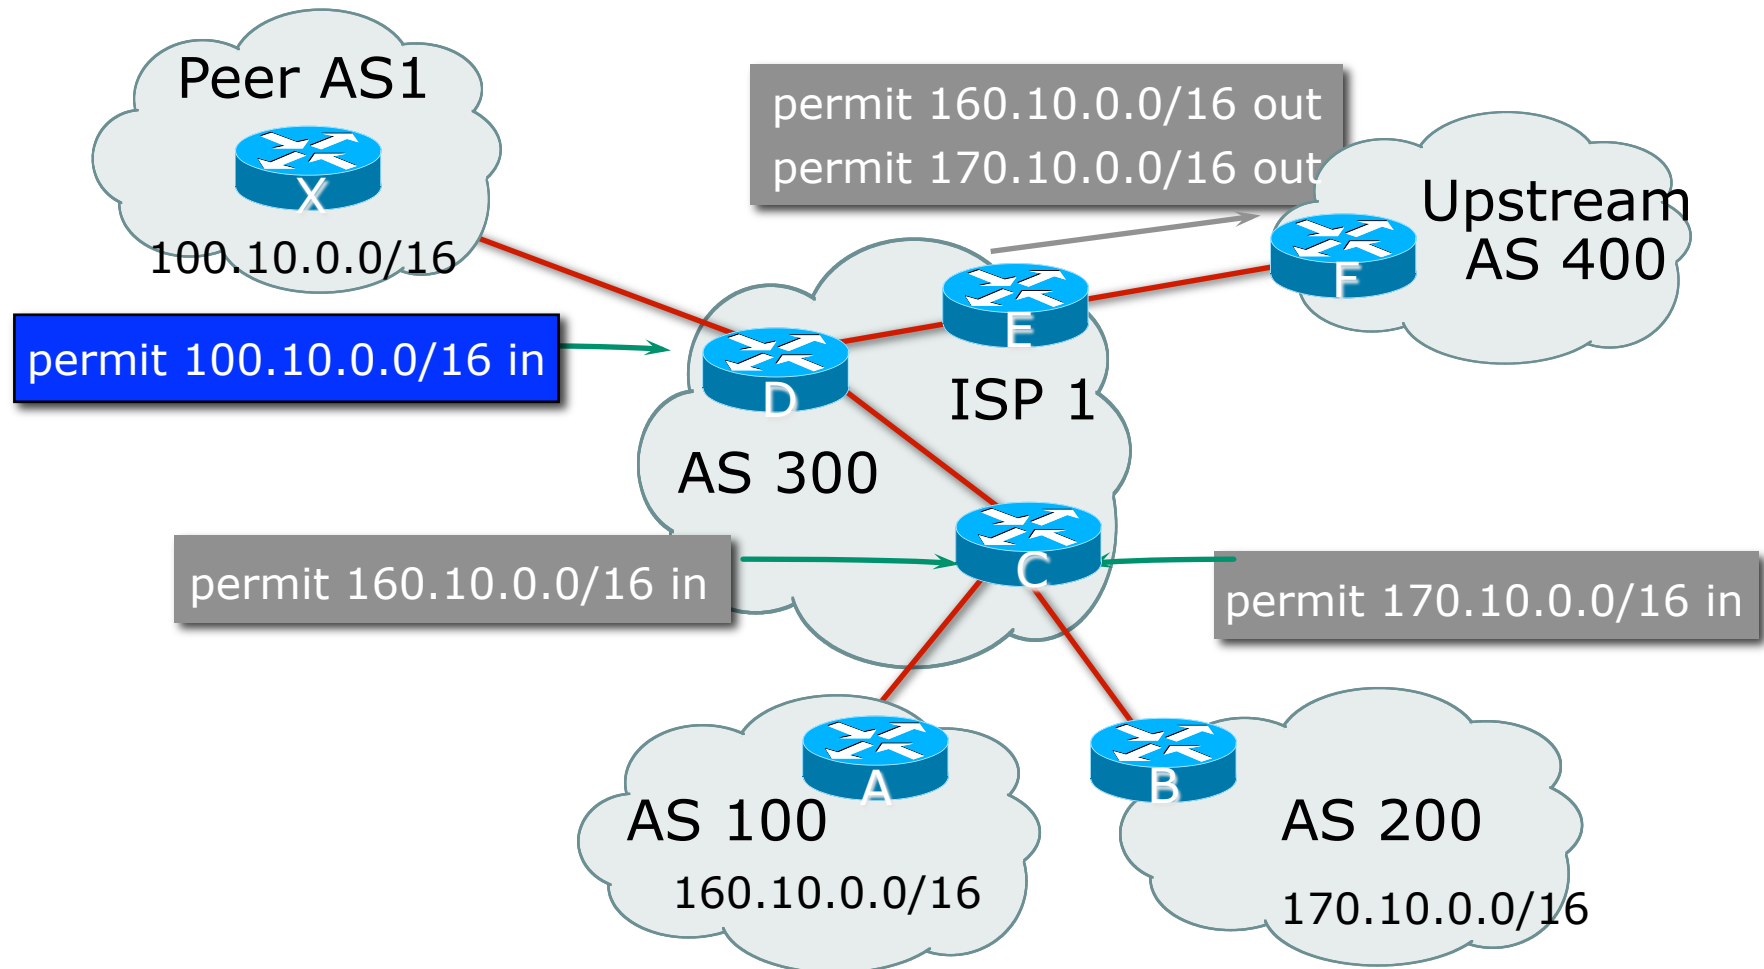 Peer AS1
X
100.10.0.0/16
permit 160.10.0.0/16 out
permit 170.10.0.0/16 out
Upstream
AS 400
F
E
permit 100.10.0.0/16 in
D
ISP 1
AS 300
permit 160.10.0.0/16 in
C
permit 170.10.0.0/16 in
A
AS 100
160.10.0.0/16
B
AS 200
170.10.0.0/16